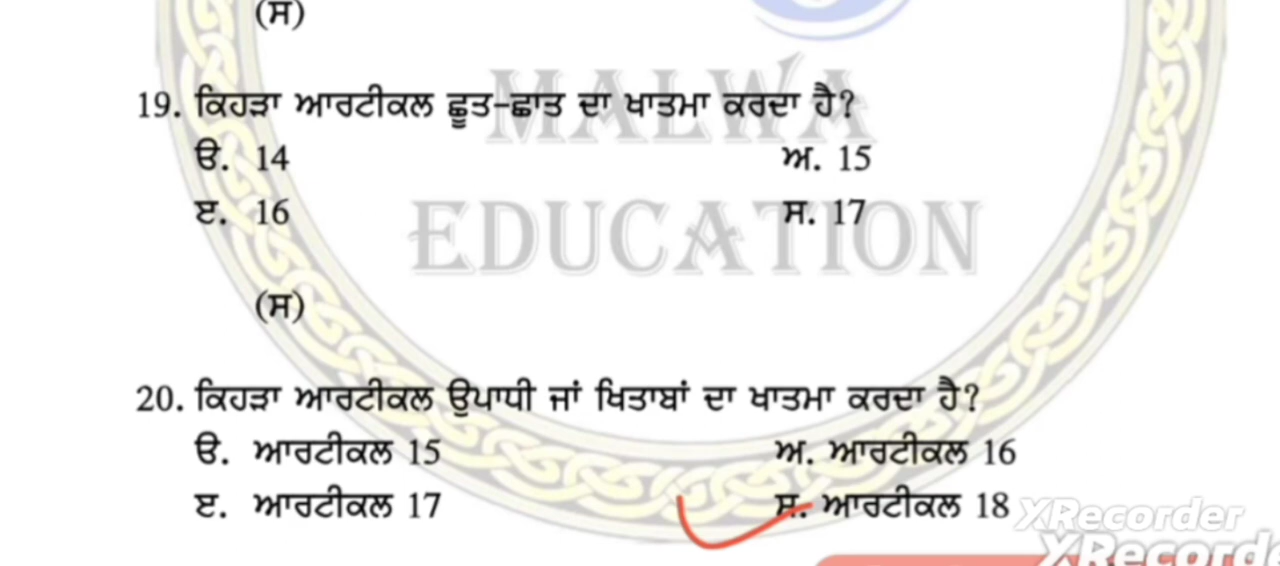 (ਸ)
19. ਕਿਹੜਾ ਆਰਟੀਕਲ ਛੂਤ-ਛਾਤ ਦਾ ਖਾਤਮਾ ਕਰਦਾ ਹੈ?
ੳ. 14 ਅ. 15
ੲ. 16 ਸ. 17
MALWA
EDUCATION
(ਸ)
20. ਕਿਹੜਾ ਆਰਟੀਕਲ ਉਪਾਧੀ ਜਾਂ ਖਿਤਾਬਾਂ ਦਾ ਖਾਤਮਾ ਕਰਦਾ ਹੈ?
ੳ. ਆਰਟੀਕਲ 15 ਅ. ਆਰਟੀਕਲ 16
ੲ. ਆਰਟੀਕਲ 17 ਸ. ਆਰਟੀਕਲ 18
XRecorder
XRecorde